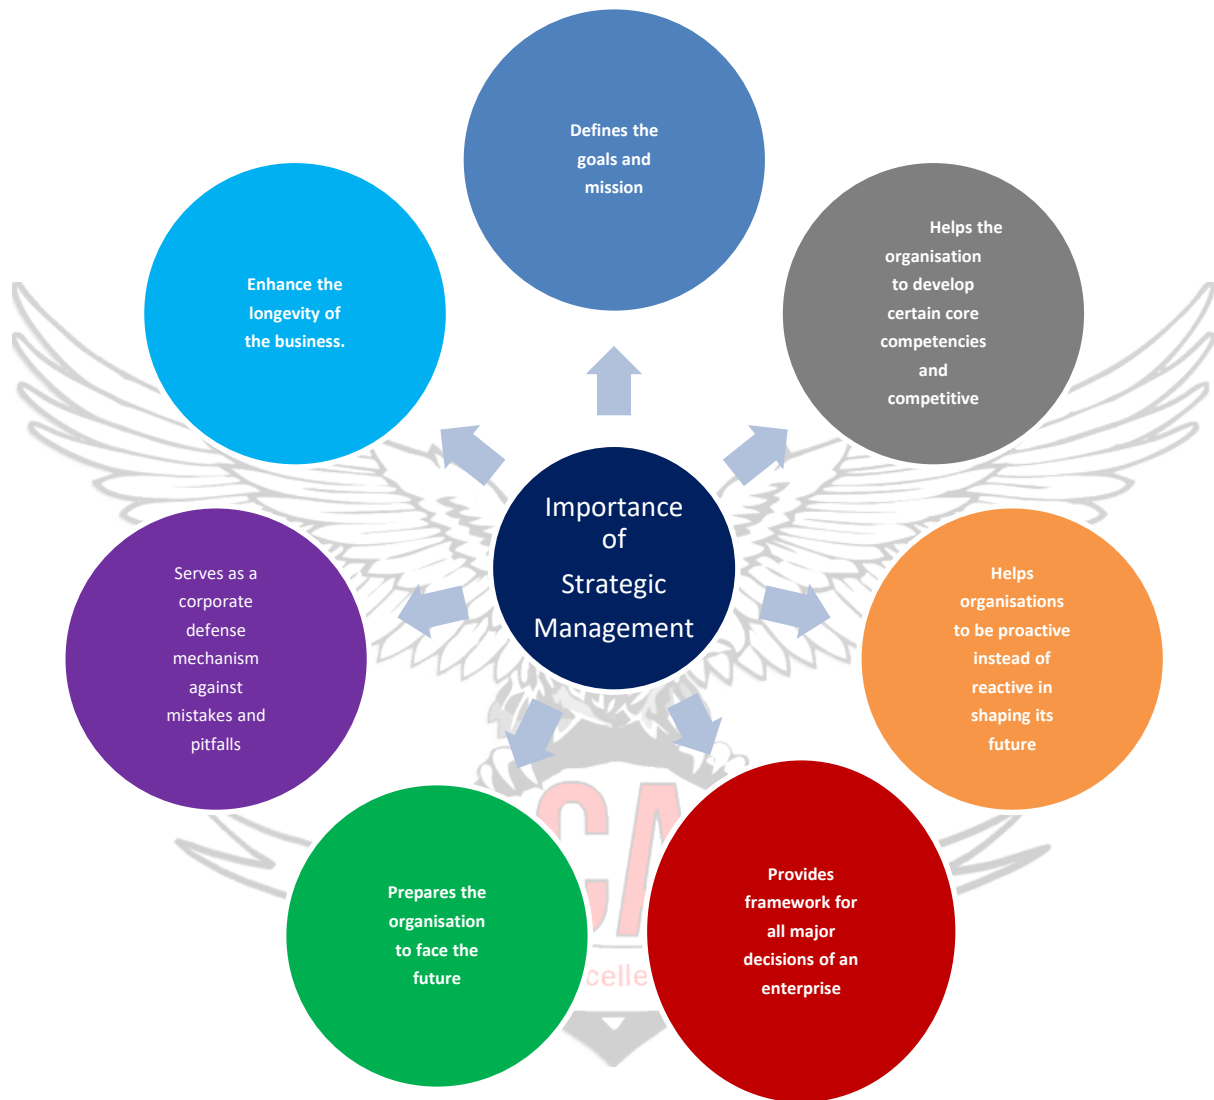 Defines the
goals and
mission
Helps the
organisation
to develop
certain core
competencies
and
competitive
Enhance the
longevity of
the business.
Importance
of
Strategic
Management
Helps
organisations
to be proactive
instead of
reactive in
shaping its
future
Serves as a
corporate
defense
mechanism
against
mistakes and
pitfalls
Provides
framework for
all major
decisions of an
enterprise
Prepares the
organisation
to face the
future